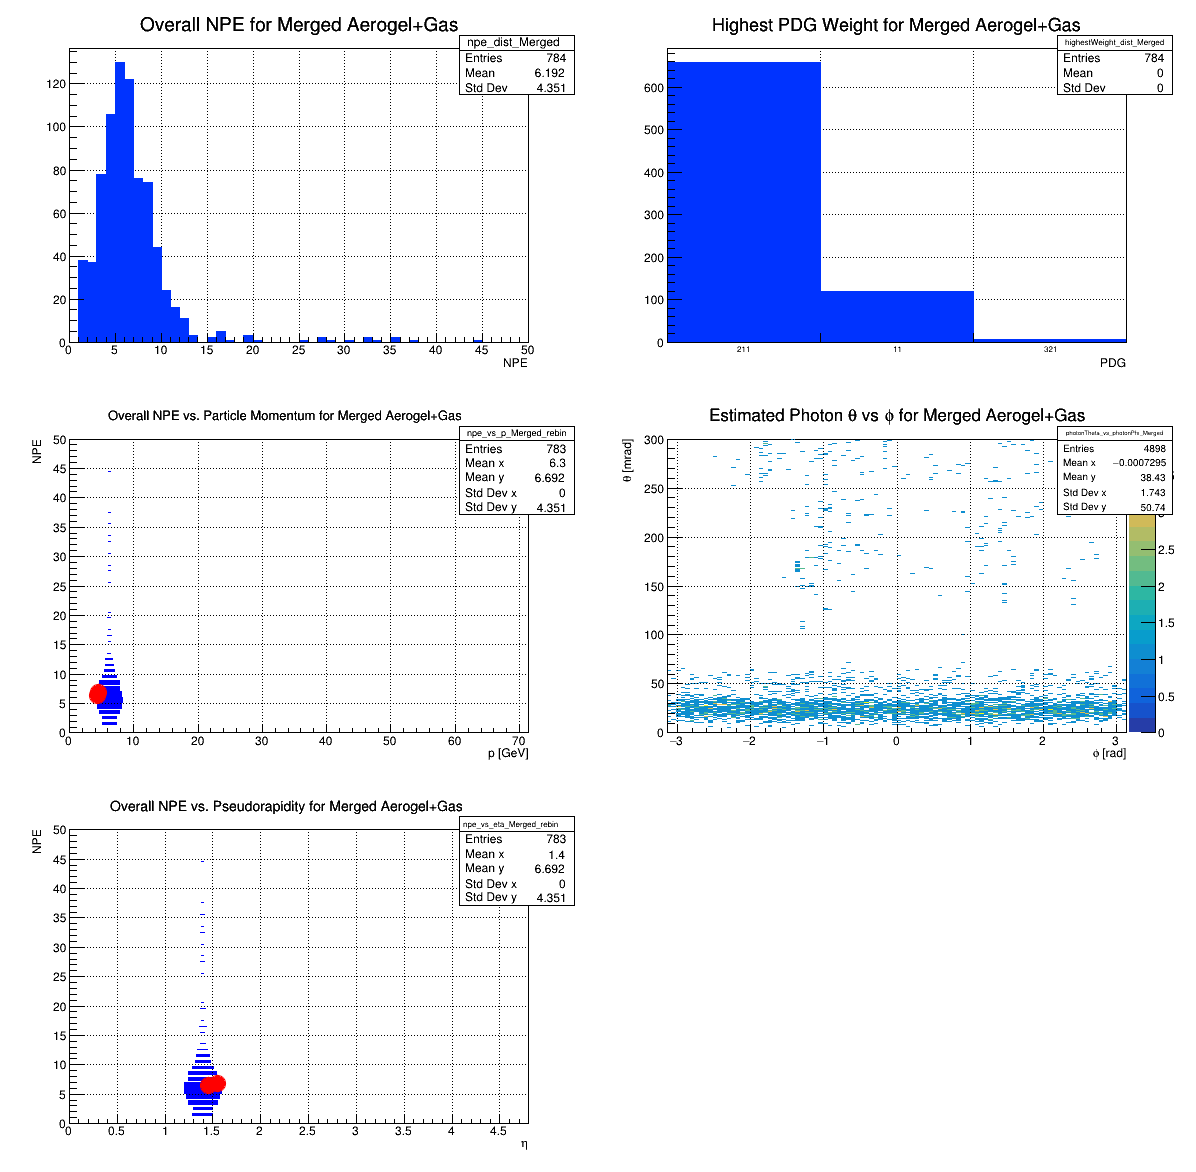 Overall NPE for Merged Aerogel+Gas
npe_dist_Merged
Entries 784
Mean 6.192
Std Dev 4.351
120
100
80
60
40
20
0
0 5 10 15 20 25 30 35 40 45 50
NPE
Highest PDG Weight for Merged Aerogel+Gas
highestWeight_dist_Merged
Entries 784
Mean 0
Std Dev 0
600
500
400
300
200
100
0
211 11 321
PDG
Overall NPE vs. Particle Momentum for Merged Aerogel+Gas
npe_vs_p_Merged_rebin
Entries 783
Mean x 6.3
Mean y 6.692
Std Dev x 0
Std Dev y 4.351
NPE
50
45
40
35
30
25
20
15
10
5
0
0 10 20 30 40 50 60 70
p [GeV]
Estimated Photon θ vs ϕ for Merged Aerogel+Gas
photonTheta_vs_photonPhi_Merged
Entries 4898
Mean x −0.0007295
Mean y 38.43
Std Dev x 1.743
Std Dev y 50.74
θ [mrad]
300
250
200
150
100
50
0
−3 −2 −1 0 1 2 3
ϕ [rad]
2.5
2
1.5
1
0.5
0
Overall NPE vs. Pseudorapidity for Merged Aerogel+Gas
npe_vs_eta_Merged_rebin
Entries 783
Mean x 1.4
Mean y 6.692
Std Dev x 0
Std Dev y 4.351
NPE
50
45
40
35
30
25
20
15
10
5
0
0 0.5 1 1.5 2 2.5 3 3.5 4 4.5
η